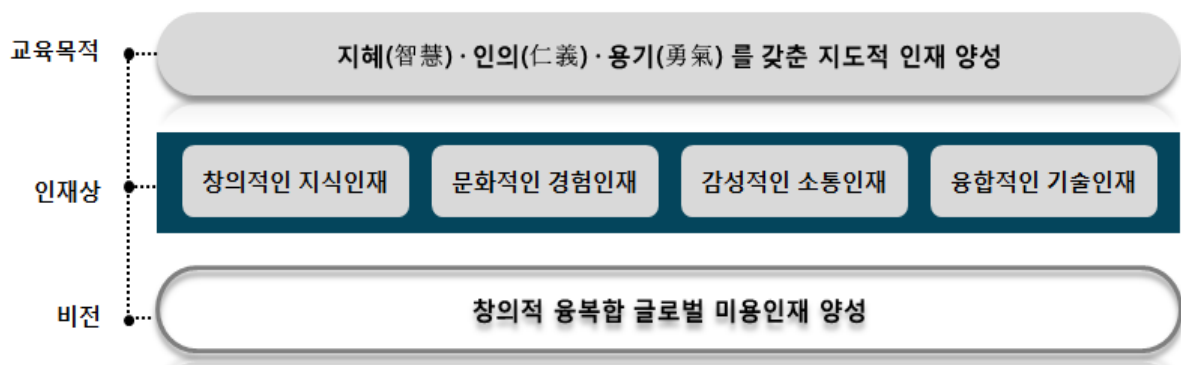 교육목적
지혜(智慧) · 인의(仁義) · 용기(勇氣) 를 갖춘 지도적 인재 양성
인재상
창의적인 지식인재
문화적인 경험인재
감성적인 소통인재
융합적인 기술인재
비전
창의적 융복합 글로벌 미용인재 양성